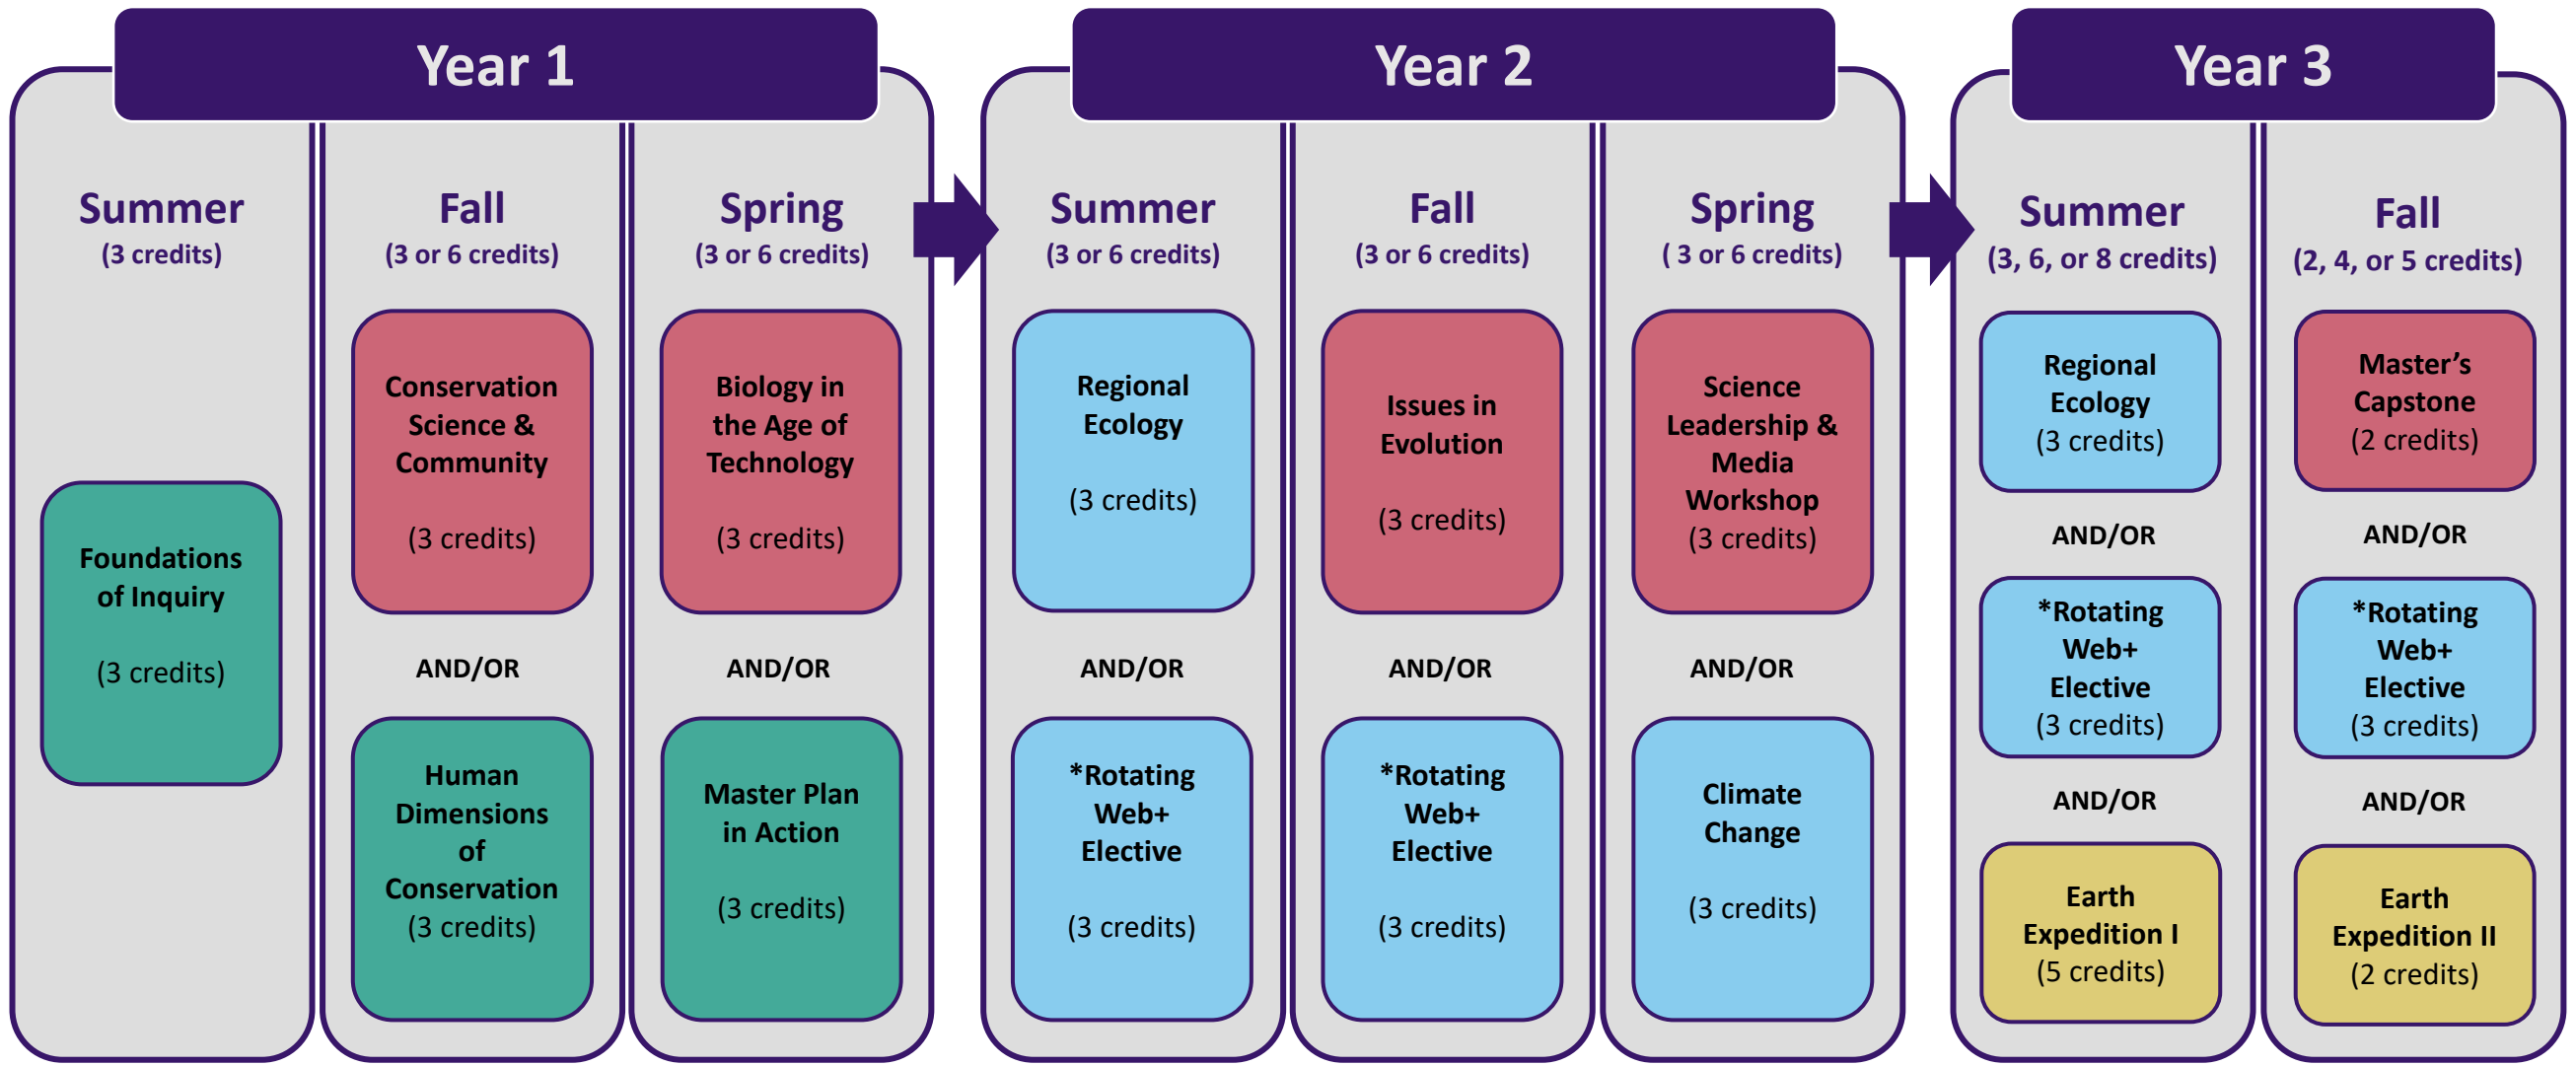 Year 1
Summer
(3 credits)
Foundations
of Inquiry
(3 credits)
Fall
(3 or 6 credits)
Conservation
Science &
Community
(3 credits)
AND/OR
Human
Dimensions
of
Conservation
(3 credits)
Spring
(3 or 6 credits)
Biology in
the Age of
Technology
(3 credits)
AND/OR
Master Plan
in Action
(3 credits)
Year 2
Summer
(3 or 6 credits)
Regional
Ecology
(3 credits)
AND/OR
*Rotating
Web+
Elective
(3 credits)
Fall
(3 or 6 credits)
Issues in
Evolution
(3 credits)
AND/OR
*Rotating
Web+
Elective
(3 credits)
Spring
( 3 or 6 credits)
Science
Leadership &
Media
Workshop
(3 credits)
AND/OR
Climate
Change
(3 credits)
Year 3
Summer
(3, 6, or 8 credits)
Regional
Ecology
(3 credits)
AND/OR
*Rotating
Web+
Elective
(3 credits)
AND/OR
Earth
Expedition I
(5 credits)
Fall
(2, 4, or 5 credits)
Master’s
Capstone
(2 credits)
AND/OR
*Rotating
Web+
Elective
(3 credits)
AND/OR
Earth
Expedition II
(2 credits)